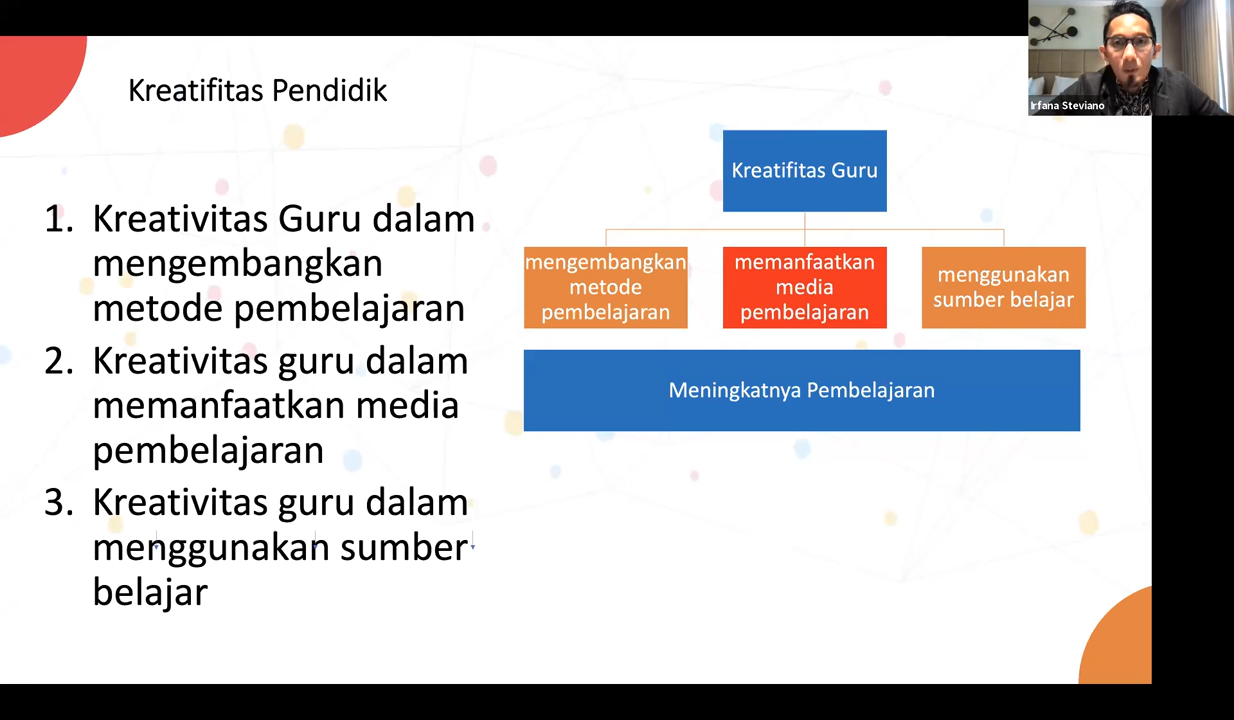 Kreatifitas Pendidik
Irfana Steviano
1. Kreativitas Guru dalam
mengembangkan
metode pembelajaran
2. Kreativitas guru dalam
memanfaatkan media
pembelajaran
3. Kreativitas guru dalam
menggunakan sumber
belajar
Kreatifitas Guru
mengembangkan
metode
pembelajaran
memanfaatkan
media
pembelajaran
menggunakan
sumber belajar
Meningkatnya Pembelajaran